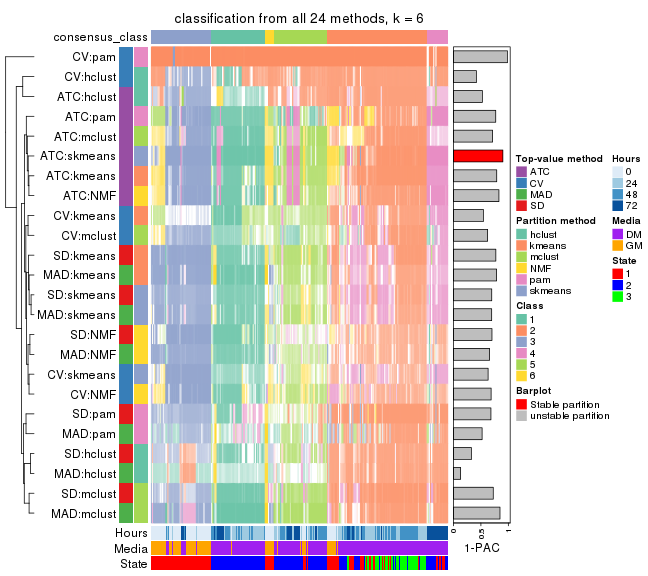 classification from all 24 methods, k = 6
consensus_class
CV:pam
CV:hclust
ATC:hclust
ATC:pam
ATC:mclust
ATC:skmeans
ATC:kmeans
ATC:NMF
CV:kmeans
CV:mclust
SD:kmeans
MAD:kmeans
SD:skmeans
MAD:skmeans
SD:NMF
MAD:NMF
CV:skmeans
CV:NMF
SD:pam
MAD:pam
SD:hclust
MAD:hclust
SD:mclust
MAD:mclust
Hours
Media
State
0
0.5
1
1-PAC
Top-value method
ATC
CV
MAD
SD
Partition method
hclust
kmeans
mclust
NMF
pam
skmeans
Class
1
2
3
4
5
6
Barplot
Stable partition
unstable partition
Hours
0
24
48
72
Media
DM
GM
State
1
2
3